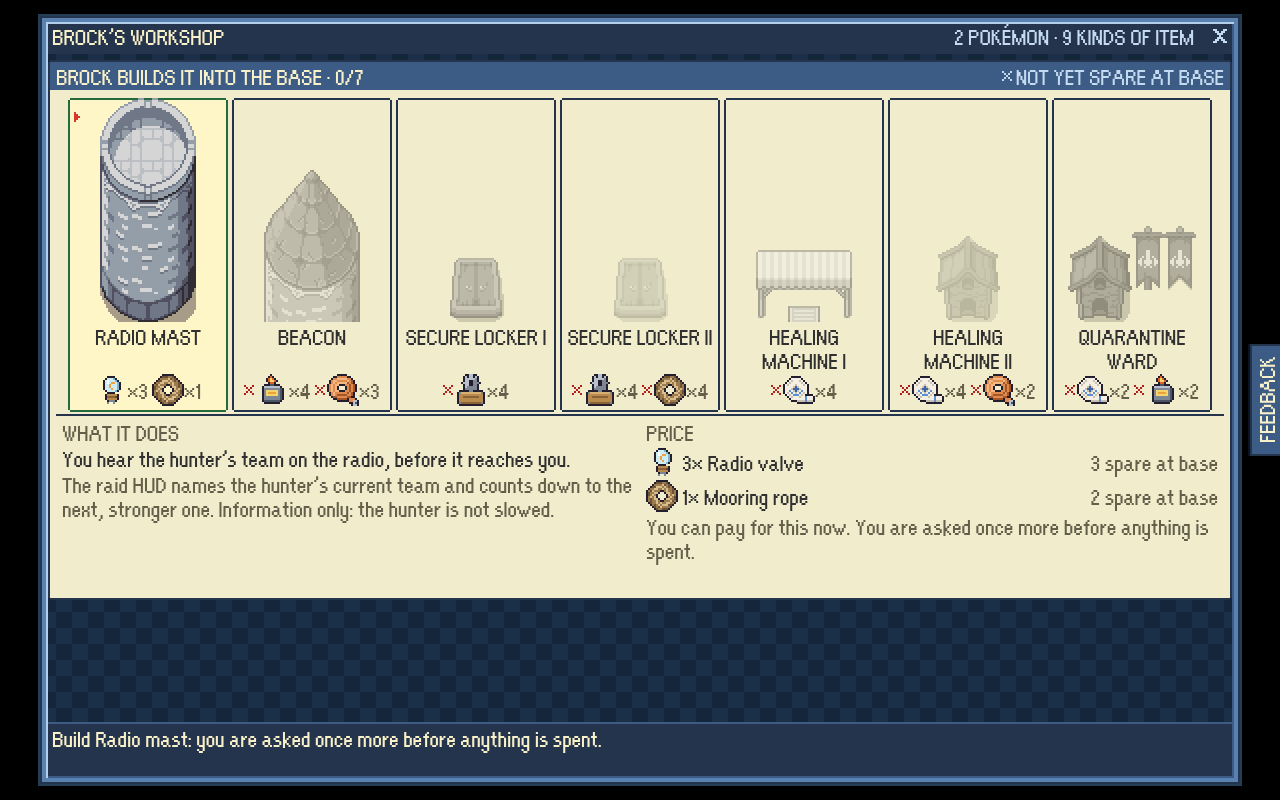 BROCK'S WORKSHOP
2 POKÉMON · 9 KINDS OF ITEM X
BROCK BUILDS IT INTO THE BASE · 0/7
×NOT YET SPARE AT BASE
RADIO MAST
×3 ×1
BEACON
×4 ×3
SECURE LOCKER I
×4
SECURE LOCKER II
×4 ×4
HEALING
MACHINE I
×4
HEALING
MACHINE II
×4 ×2
QUARANTINE
WARD
×2 ×2
WHAT IT DOES
You hear the hunter's team on the radio, before it reaches you.
The raid HUD names the hunter's current team and counts down to the
next, stronger one. Information only: the hunter is not slowed.
PRICE
3× Radio valve 3 spare at base
1× Mooring rope 2 spare at base
You can pay for this now. You are asked once more before anything is
spent.
Build Radio mast: you are asked once more before anything is spent.
FEEDBACK